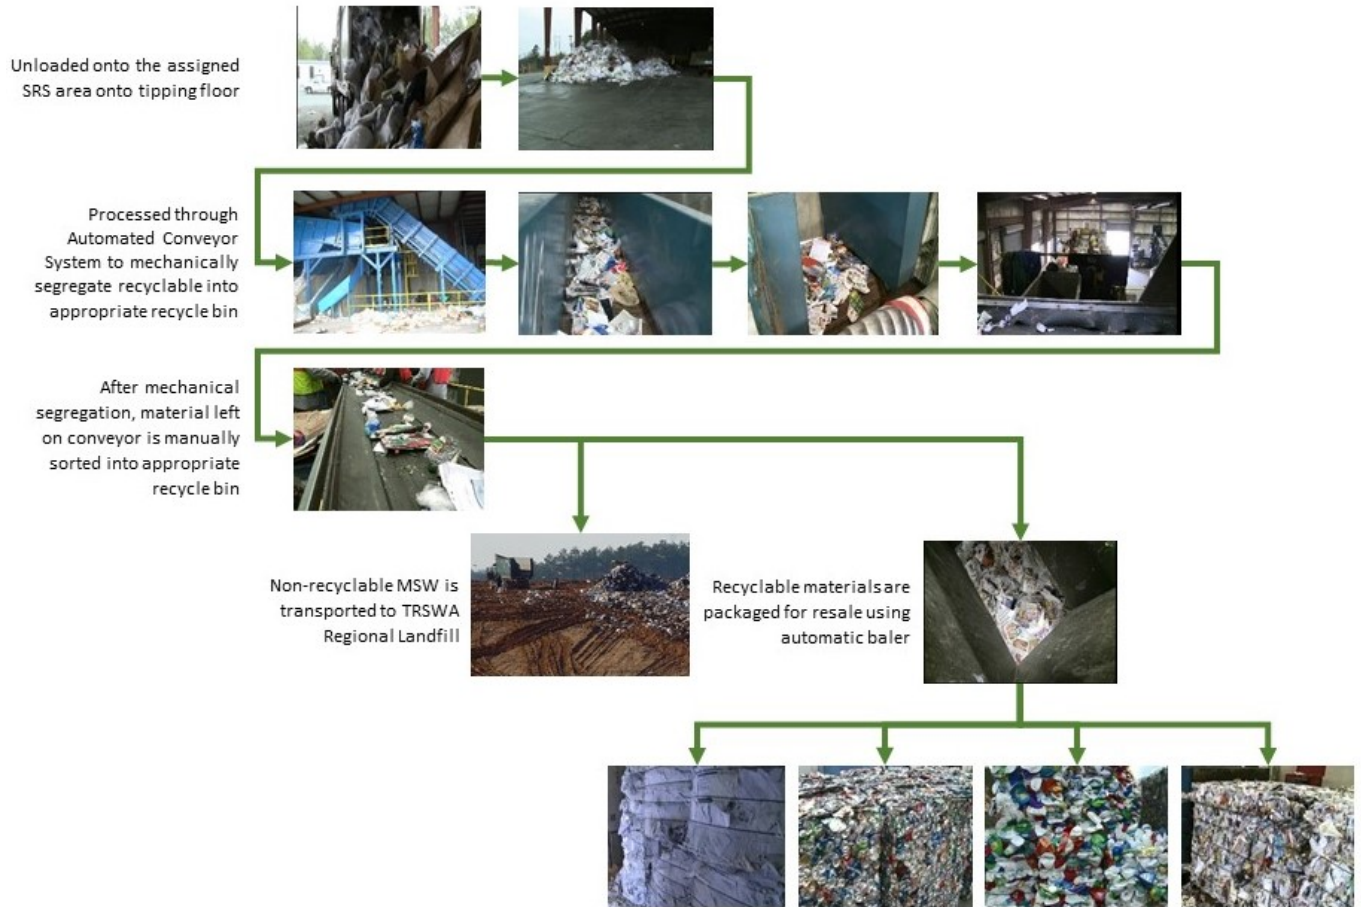 Unloaded onto the assigned
SRS area onto tipping floor
Processed through
Automated Conveyor
System to mechanically
segregate recyclable into
appropriate recycle bin
After mechanical
segregation, material left
on conveyor is manually
sorted into appropriate
recycle bin
Non-recyclable MSW is
transported to TRSWA
Regional Landfill
Recyclable materials are
packaged for resale using
automatic baler